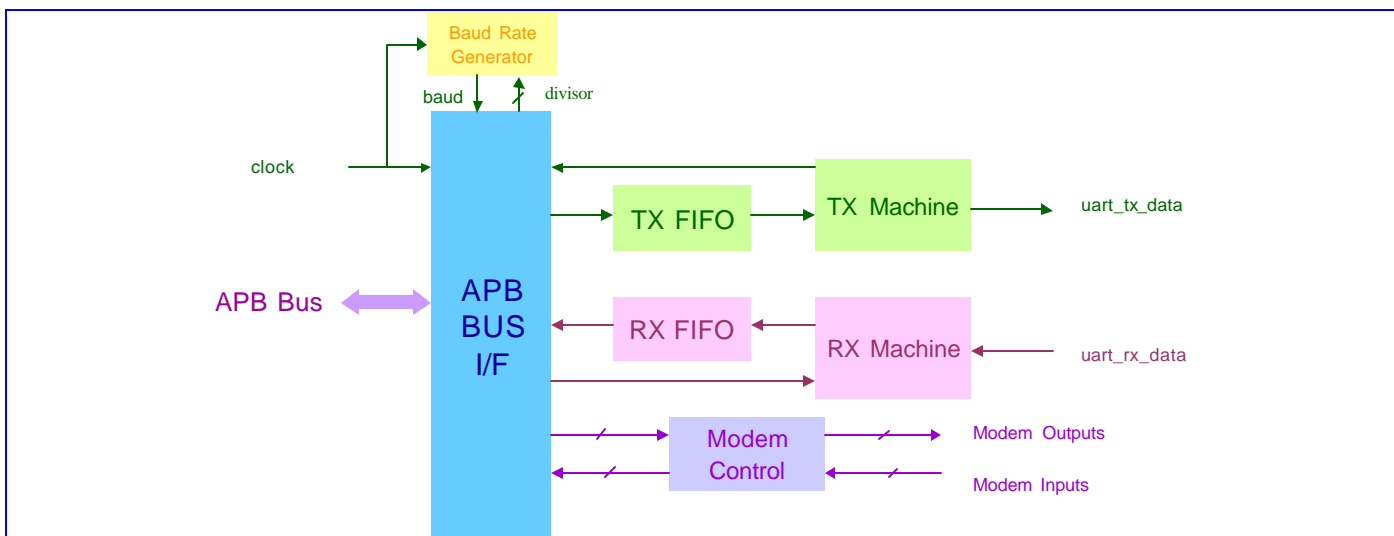 Baud Rate
Generator
baud
divisor
clock
TX FIFO
TX Machine
uart_tx_data
APB Bus
APB
BUS
I/F
RX FIFO
RX Machine
uart_rx_data
Modem
Control
Modem Outputs
Modem Inputs